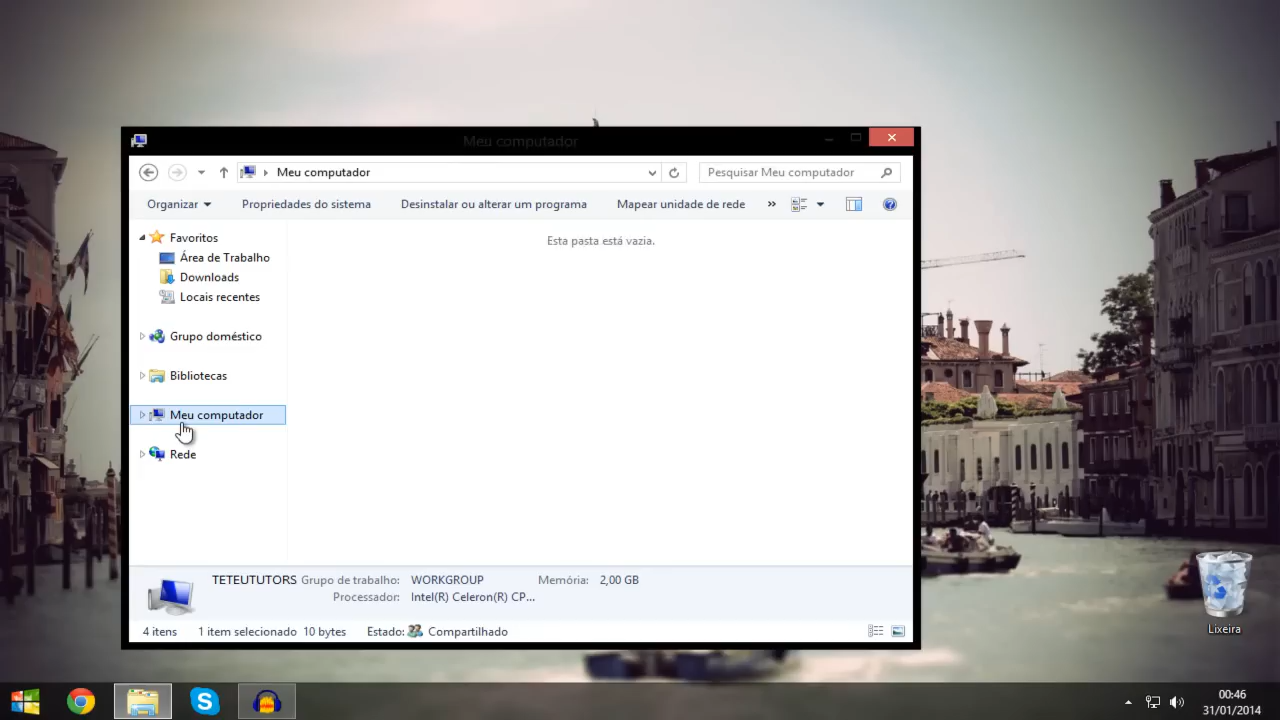 Meu computador
Meu computador
Pesquisar Meu computador
Organizar Propriedades do sistema Desinstalar ou alterar um programa Mapear unidade de rede »
Favoritos
Área de Trabalho
Downloads
Locais recentes
Grupo doméstico
Bibliotecas
Meu computador
Rede
Esta pasta está vazia.
TETEUTUTORS Grupo de trabalho: WORKGROUP Memória: 2,00 GB
Processador: Intel(R) Celeron(R) CP...
4 itens 1 item selecionado 10 bytes Estado: Compartilhado
Lixeira
00:46
31/01/2014